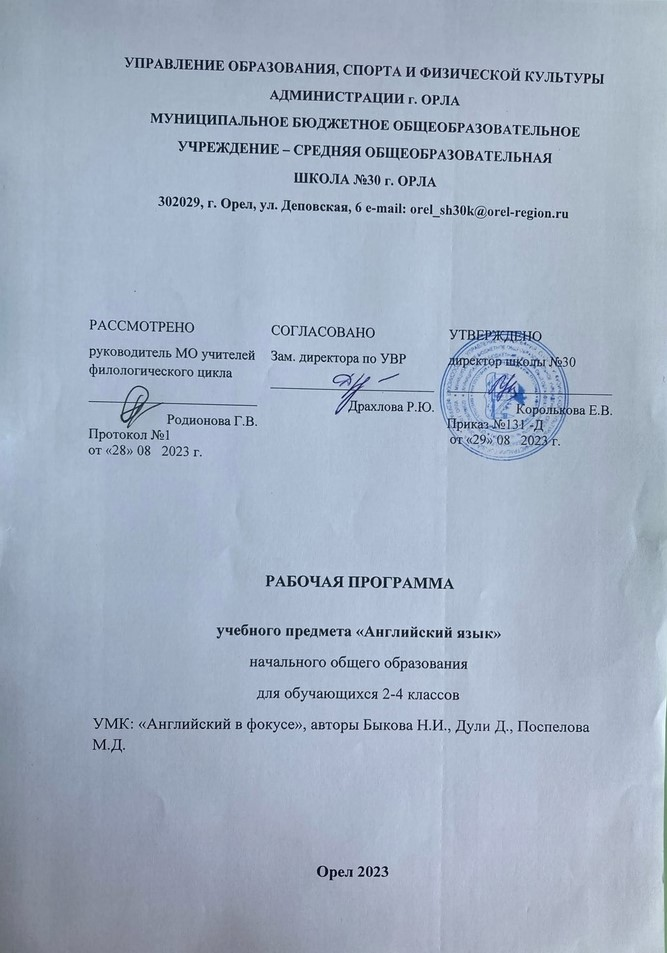 УПРАВЛЕНИЕ ОБРАЗОВАНИЯ, СПОРТА И ФИЗИЧЕСКОЙ КУЛЬТУРЫ
АДМИНИСТРАЦИИ г. ОРЛА
МУНИЦИПАЛЬНОЕ БЮДЖЕТНОЕ ОБЩЕОБРАЗОВАТЕЛЬНОЕ
УЧРЕЖДЕНИЕ – СРЕДНЯЯ ОБЩЕОБРАЗОВАТЕЛЬНАЯ
ШКОЛА №30 г. ОРЛА
302029, г. Орел, ул. Деповская, 6 e-mail: orel_sh30k@orel-region.ru
РАССМОТРЕНО
руководитель МО учителей
филологического цикла
Родионова Г.В.
Протокол №1
от «28» 08 2023 г.
СОГЛАСОВАНО
Зам. директора по УВР
Драхлова Р.Ю.
УТВЕРЖДЕНО
директор школы №30
Королькова Е.В.
Приказ №131 -Д
от «29» 08 2023 г.
РАБОЧАЯ ПРОГРАММА
учебного предмета «Английский язык»
начального общего образования
для обучающихся 2-4 классов
УМК: «Английский в фокусе», авторы Быкова Н.И., Дули Д., Поспелова
М.Д.
Орел 2023